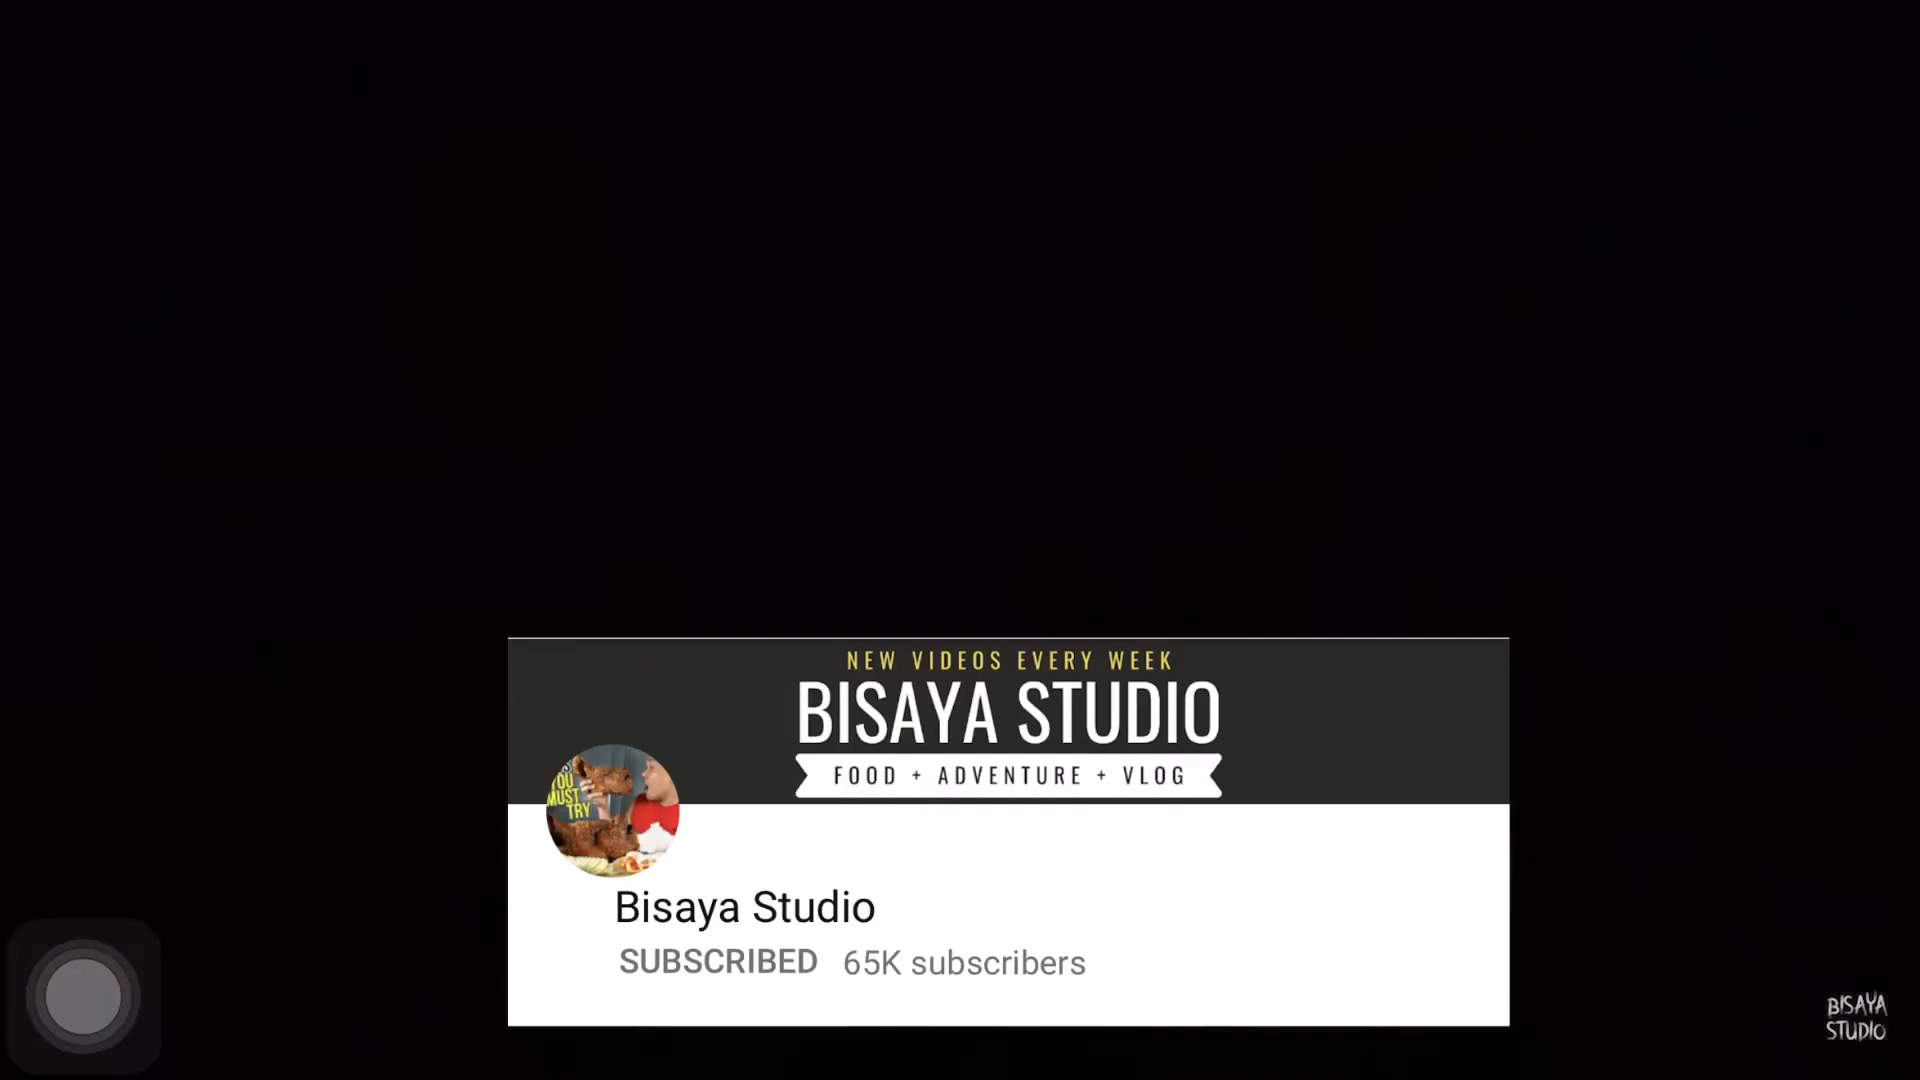 NEW VIDEOS EVERY WEEK
BISAYA STUDIO
FOOD + ADVENTURE + VLOG
YOU
MUST
TRY
Bisaya Studio
SUBSCRIBED 65K subscribers
BISAYA
STUDIO